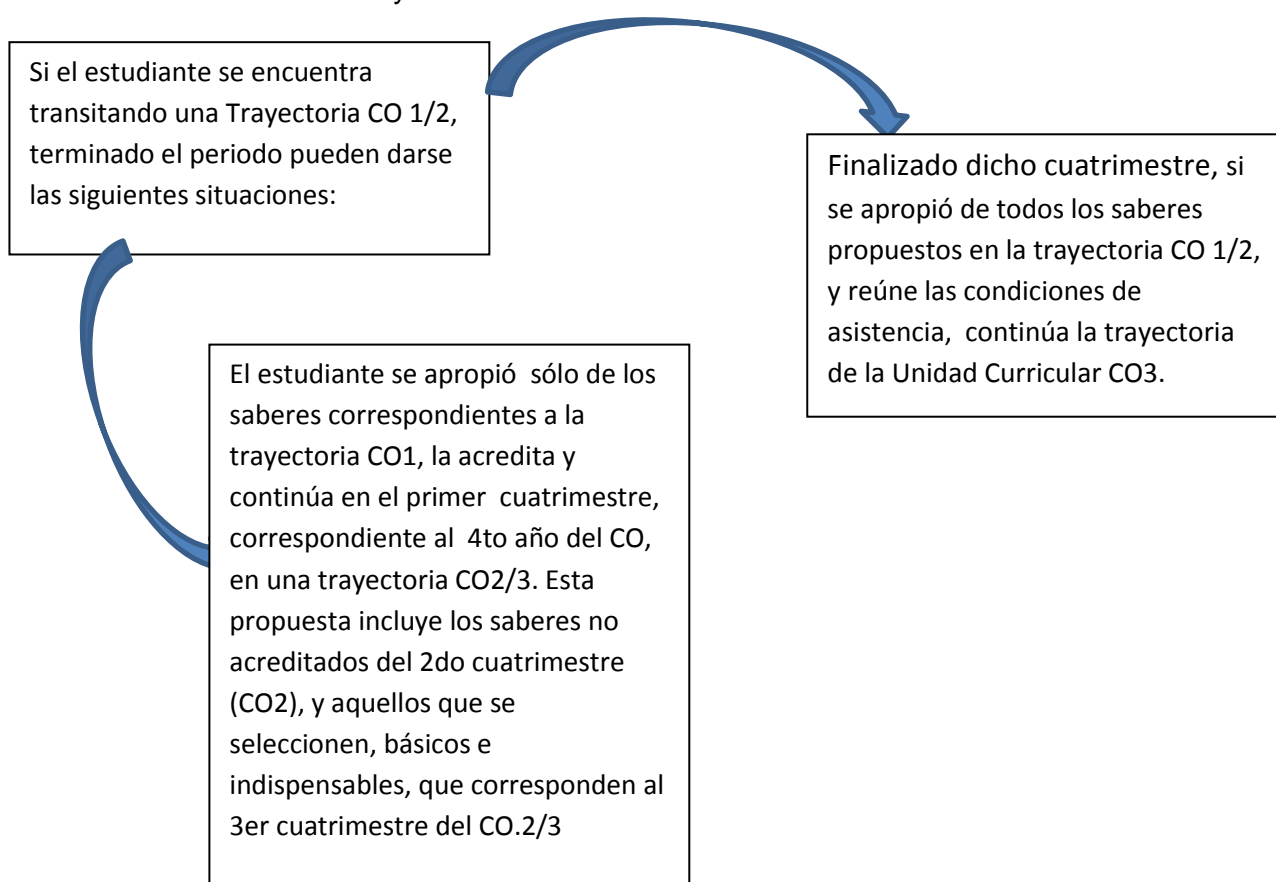 Si el estudiante se encuentra
transitando una Trayectoria CO 1/2,
terminado el periodo pueden darse
las siguientes situaciones:
Finalizado dicho cuatrimestre, si
se apropió de todos los saberes
propuestos en la trayectoria CO 1/2,
y reúne las condiciones de
asistencia, continúa la trayectoria
de la Unidad Curricular CO3.
El estudiante se apropió sólo de los
saberes correspondientes a la
trayectoria CO1, la acredita y
continúa en el primer cuatrimestre,
correspondiente al 4to año del CO,
en una trayectoria CO2/3. Esta
propuesta incluye los saberes no
acreditados del 2do cuatrimestre
(CO2), y aquellos que se
seleccionen, básicos e
indispensables, que corresponden al
3er cuatrimestre del CO.2/3